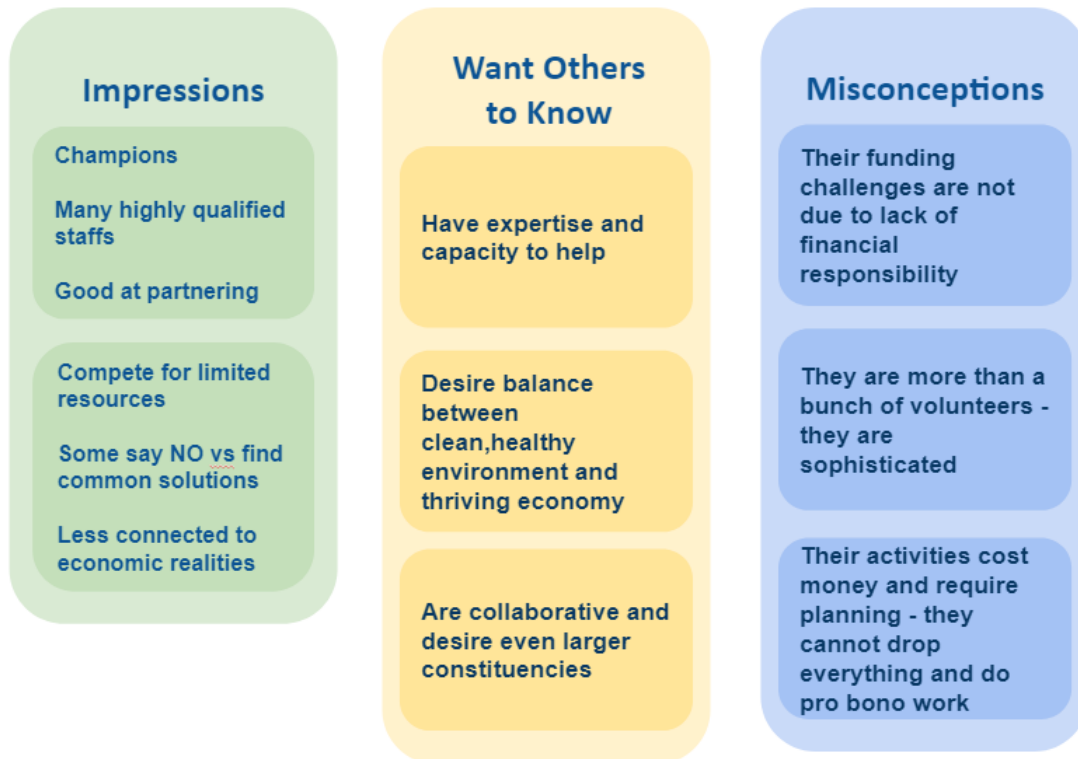 Impressions
Champions
Many highly qualified
staffs
Good at partnering
Compete for limited
resources
Some say NO vs find
common solutions
Less connected to
economic realities
Want Others
to Know
Have expertise and
capacity to help
Desire balance
between
clean,healthy
environment and
thriving economy
Are collaborative and
desire even larger
constituencies
Misconceptions
Their funding
challenges are not
due to lack of
financial
responsibility
They are more than a
bunch of volunteers -
they are
sophisticated
Their activities cost
money and require
planning - they
cannot drop
everything and do
pro bono work